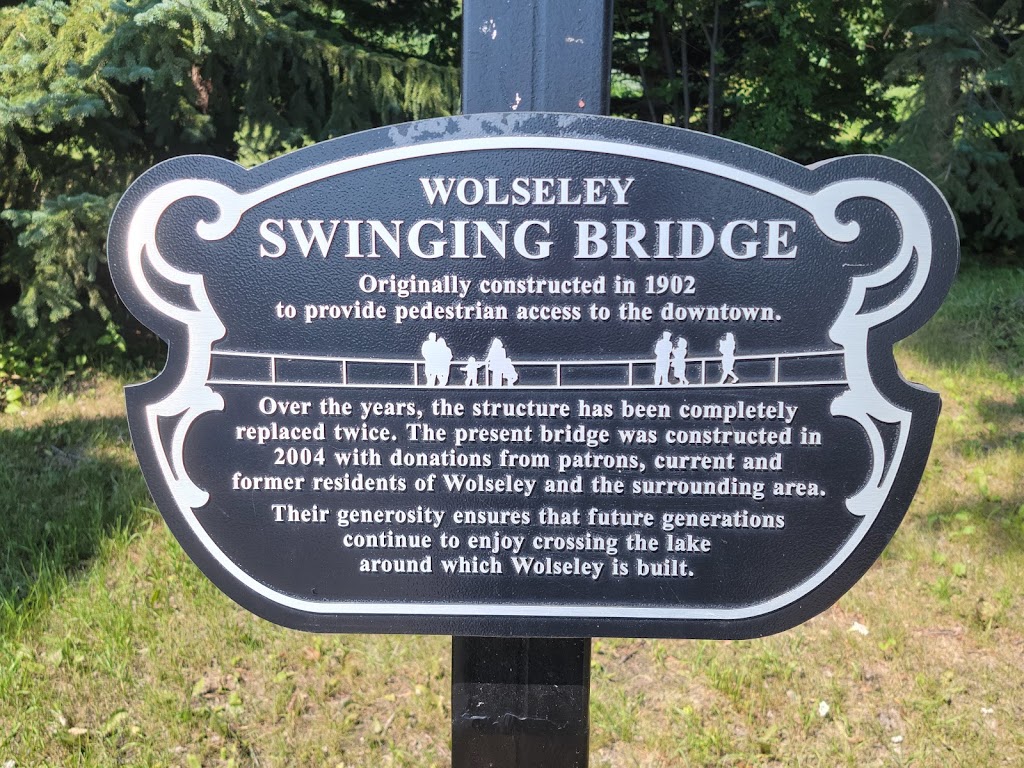 WOLSELEY
SWINGING BRIDGE
Originally constructed in 1902
to provide pedestrian access to the downtown.
Over the years, the structure has been completely
replaced twice. The present bridge was constructed in
2004 with donations from patrons, current and
former residents of Wolseley and the surrounding area.
Their generosity ensures that future generations
continue to enjoy crossing the lake
around which Wolseley is built.